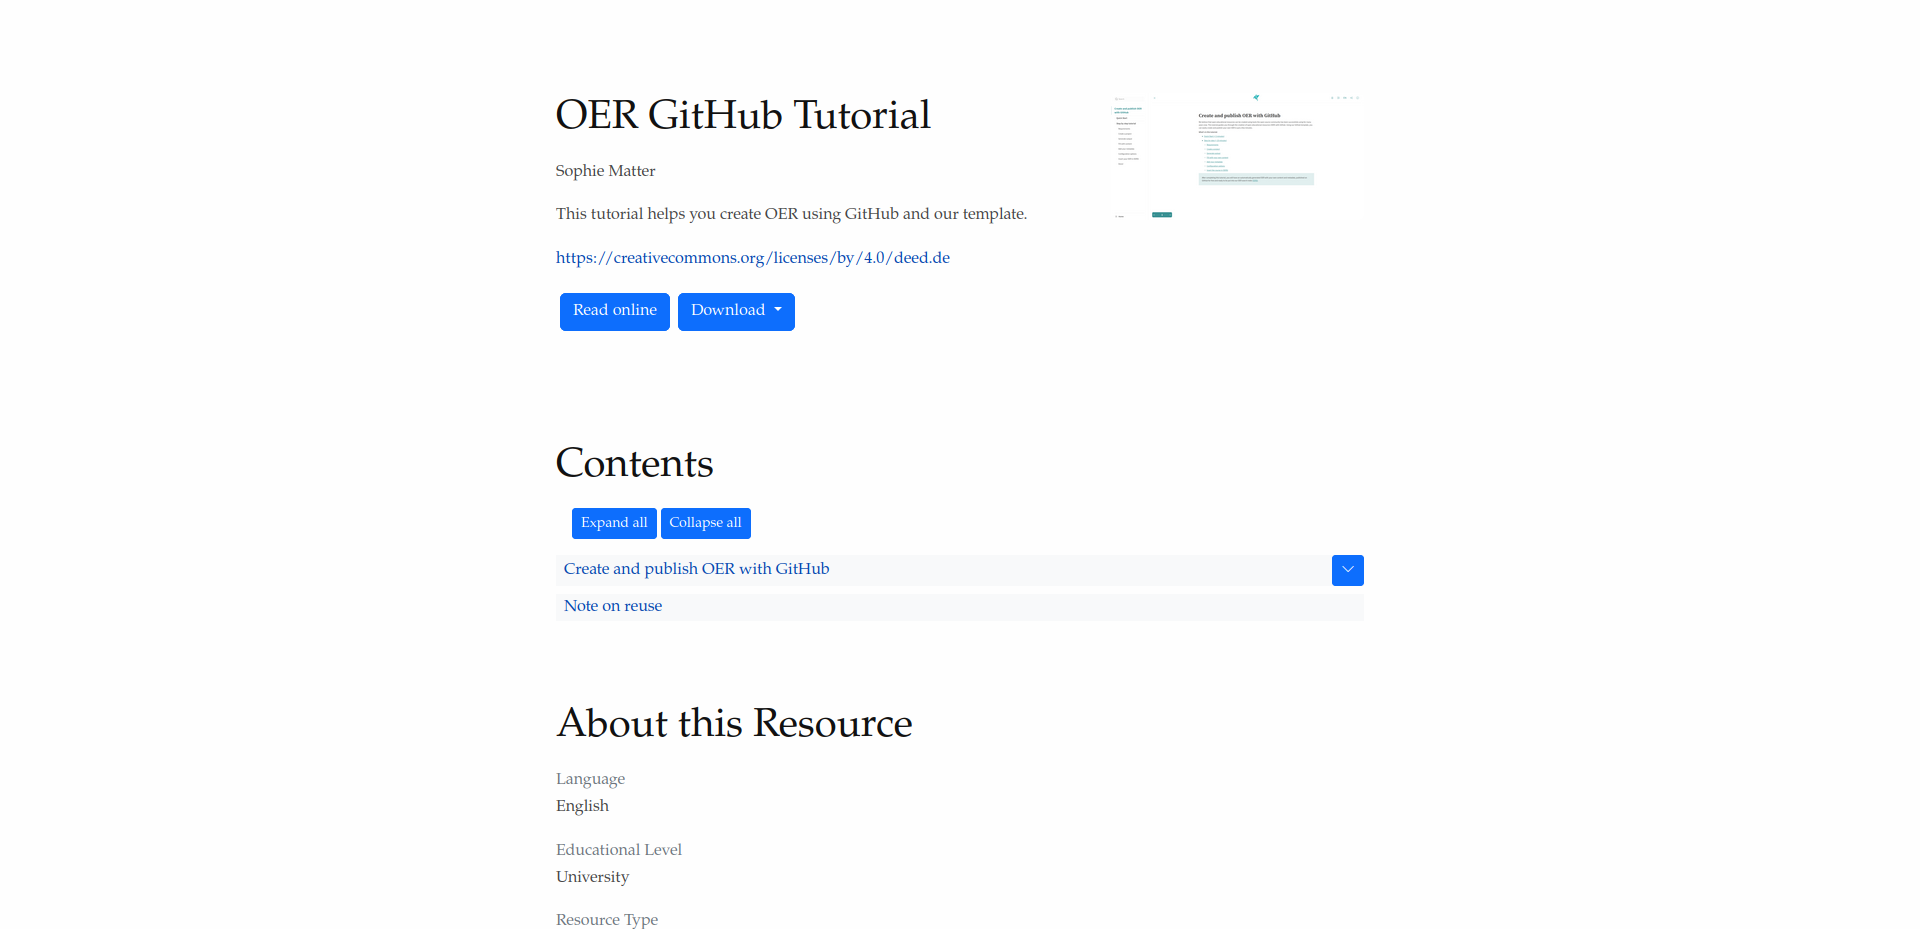 OER GitHub Tutorial
Sophie Matter
This tutorial helps you create OER using GitHub and our template.
https://creativecommons.org/licenses/by/4.0/deed.de
Read online
Download
Create and publish OER with GitHub
Contents
Expand all
Collapse all
Create and publish OER with GitHub
Note on reuse
About this Resource
Language
English
Educational Level
University
Resource Type